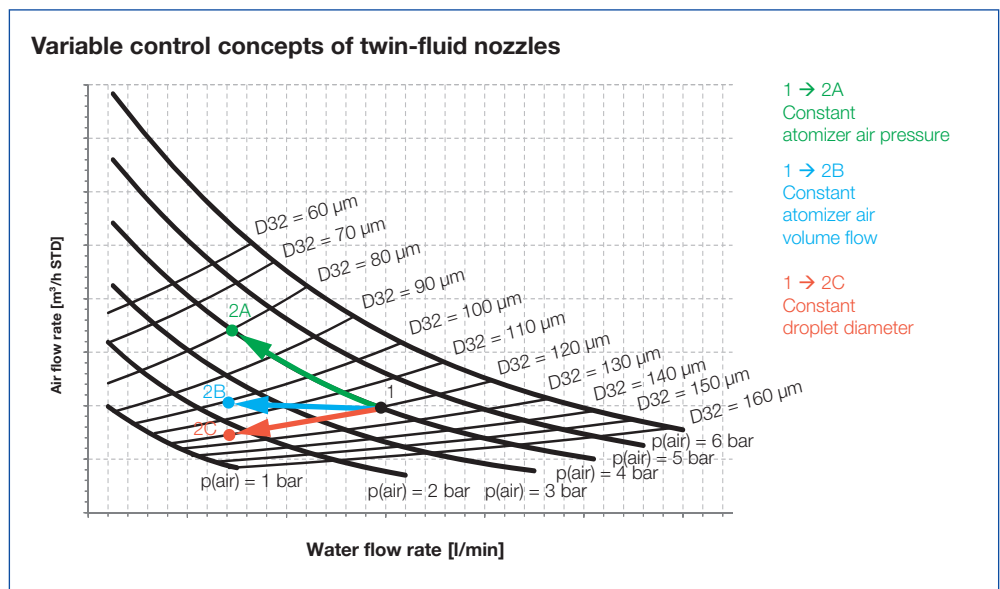 Variable control concepts of twin-fluid nozzles
Air flow rate [m³/h STD]
D32 = 60 µm
D32 = 70 µm
D32 = 80 µm
D32 = 90 µm
D32 = 100 µm
D32 = 110 µm
D32 = 120 µm
D32 = 130 µm
D32 = 140 µm
D32 = 150 µm
D32 = 160 µm
2A
2B
1
2C
p(air) = 6 bar
p(air) = 5 bar
p(air) = 4 bar
p(air) = 3 bar
p(air) = 2 bar
p(air) = 1 bar
Water flow rate [l/min]
1 → 2A
Constant
atomizer air pressure
1 → 2B
Constant
atomizer air
volume flow
1 → 2C
Constant
droplet diameter